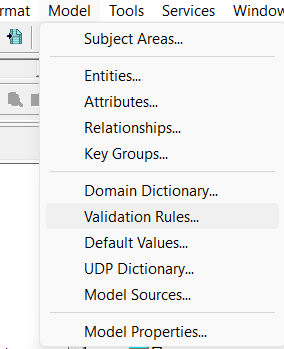 rmat Model Tools Services Window
Subject Areas...
Entities...
Attributes...
Relationships...
Key Groups...
Domain Dictionary...
Validation Rules...
Default Values...
UDP Dictionary...
Model Sources...
Model Properties...